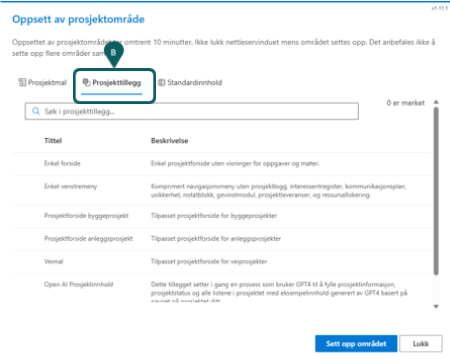 v1.11.1
Oppsett av prosjektområde
Oppsettet av prosjektområdet omtrent 10 minutter. Ikke lukk nettleservinduet mens området settes opp. Det anbefales ikke å
sette opp flere områder
B
Prosjektmal
Prosjekttillegg
Standardinnhold
0 er merket
Søk i prosjekttillegg...
Tittel Beskrivelse
Enkel forside Enkel prosjektforside uten visninger for oppgaver og møter.
Enkel venstremeny Komprimert navigasjonsmeny uten prosjektlogg, interessentregister, kommunikasjonsplan,
usikkerhet, notatblokk, gevinstmodul, prosjektleveranser, og ressursallokering.
Prosjektforside byggeprosjekt Tilpasset prosjektforside for byggeprosjekter
Prosjektforside anleggsprosjekt Tilpasset prosjektforside for anleggsprosjekter
Veimal Tilpasset prosjektforside for veiprosjekter
Open AI Prosjektinnhold Dette tillegget setter i gang en prosess som bruker GPT4 til å fylle prosjektinformasjon,
prosjektstatus og alle listene i prosjektet med eksempelinnhold generert av GPT4 basert på
navnet på prosjektet ditt
Sett opp området
Lukk